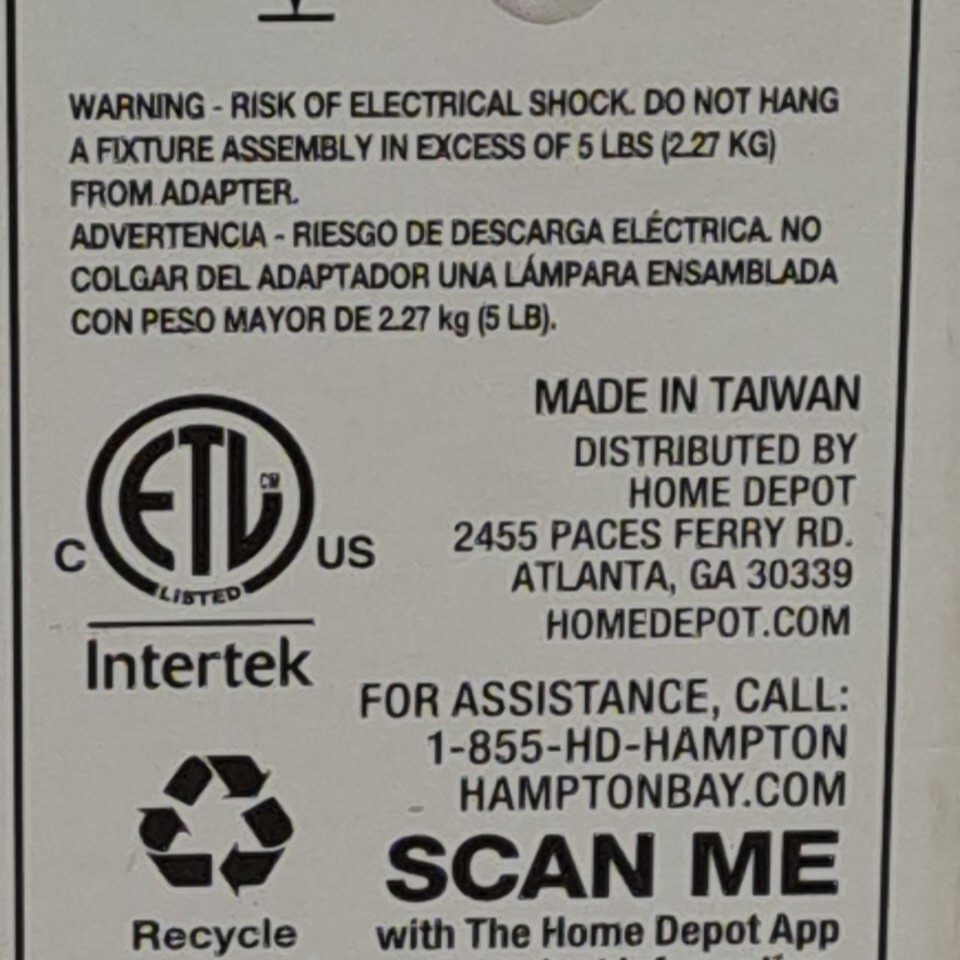 WARNING - RISK OF ELECTRICAL SHOCK. DO NOT HANG
A FIXTURE ASSEMBLY IN EXCESS OF 5 LBS (2.27 KG)
FROM ADAPTER.
ADVERTENCIA - RIESGO DE DESCARGA ELÉCTRICA. NO
COLGAR DEL ADAPTADOR UNA LÁMPARA ENSAMBLADA
CON PESO MAYOR DE 2.27 kg (5 LB).
MADE IN TAIWAN
DISTRIBUTED BY
HOME DEPOT
2455 PACES FERRY RD.
ATLANTA, GA 30339
HOMEDEPOT.COM
C ETL CM US
LISTED
Intertek
FOR ASSISTANCE, CALL:
1-855-HD-HAMPTON
HAMPTONBAY.COM
Recycle
SCAN ME
with The Home Depot App